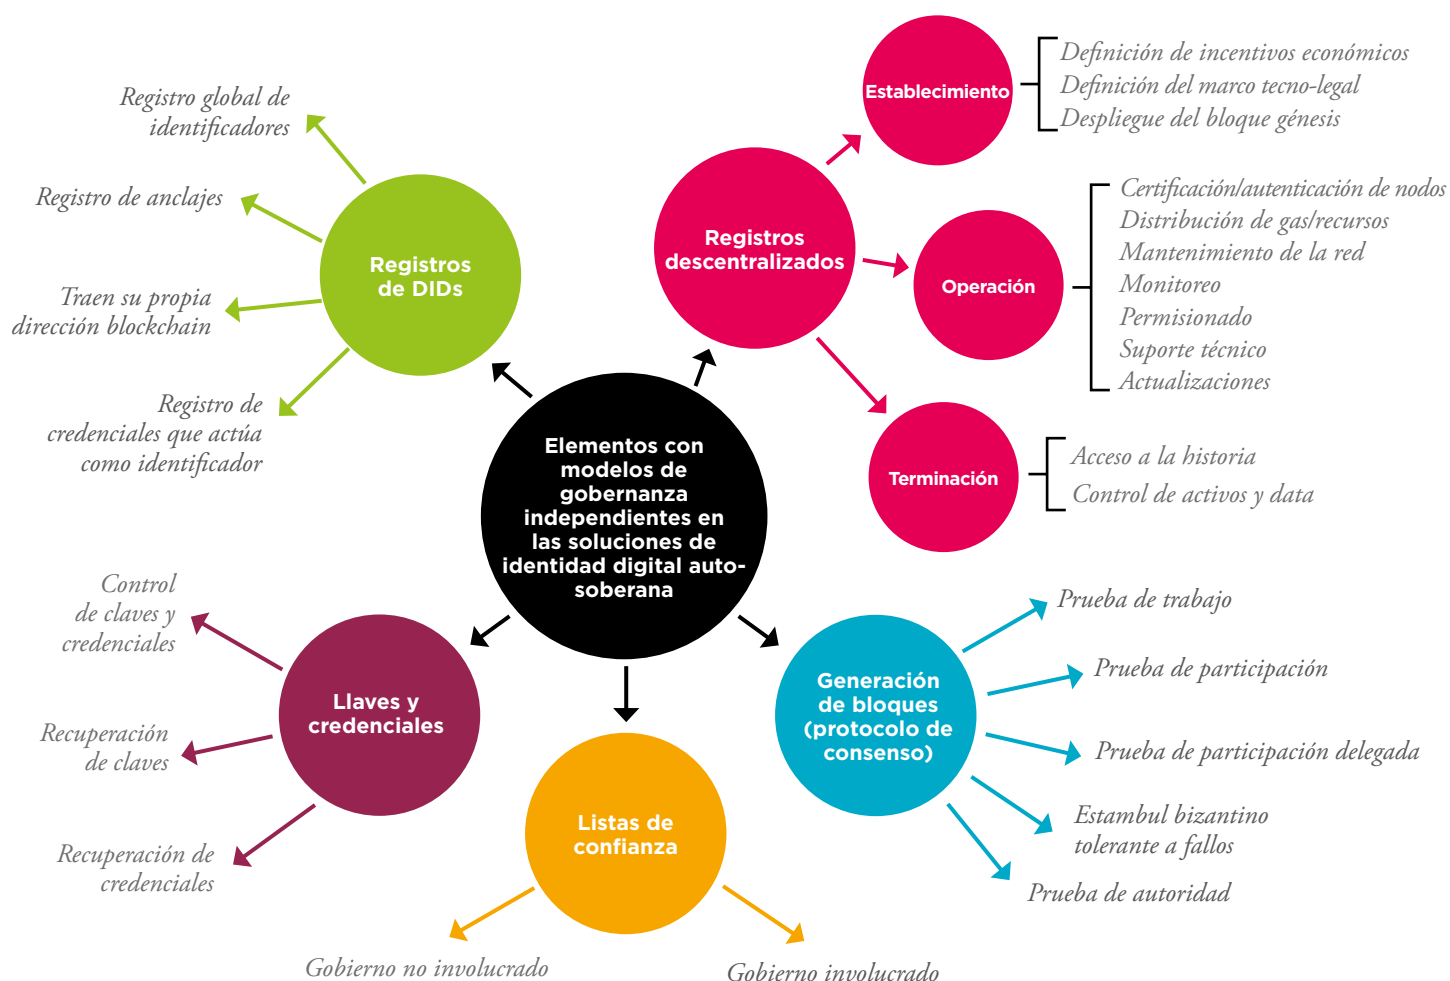 Elementos con
modelos de
gobernanza
independientes en
las soluciones de
identidad digital auto-
soberana
Registros
de DIDs
Registro global de
identificadores
Registro de anclajes
Traen su propia
dirección blockchain
Registro de
credenciales que actúa
como identificador
Registros
descentralizados
Establecimiento
Definición de incentivos económicos
Definición del marco tecno-legal
Despliegue del bloque génesis
Operación
Certificación/autenticación de nodos
Distribución de gas/recursos
Mantenimiento de la red
Monitoreo
Permisionado
Suporte técnico
Actualizaciones
Terminación
Acceso a la historia
Control de activos y data
Generación
de bloques
(protocolo de
consenso)
Prueba de trabajo
Prueba de participación
Prueba de participación delegada
Estambul bizantino
tolerante a fallos
Prueba de autoridad
Listas de
confianza
Gobierno no involucrado
Gobierno involucrado
Llaves y
credenciales
Control
de claves y
credenciales
Recuperación
de claves
Recuperación de
credenciales